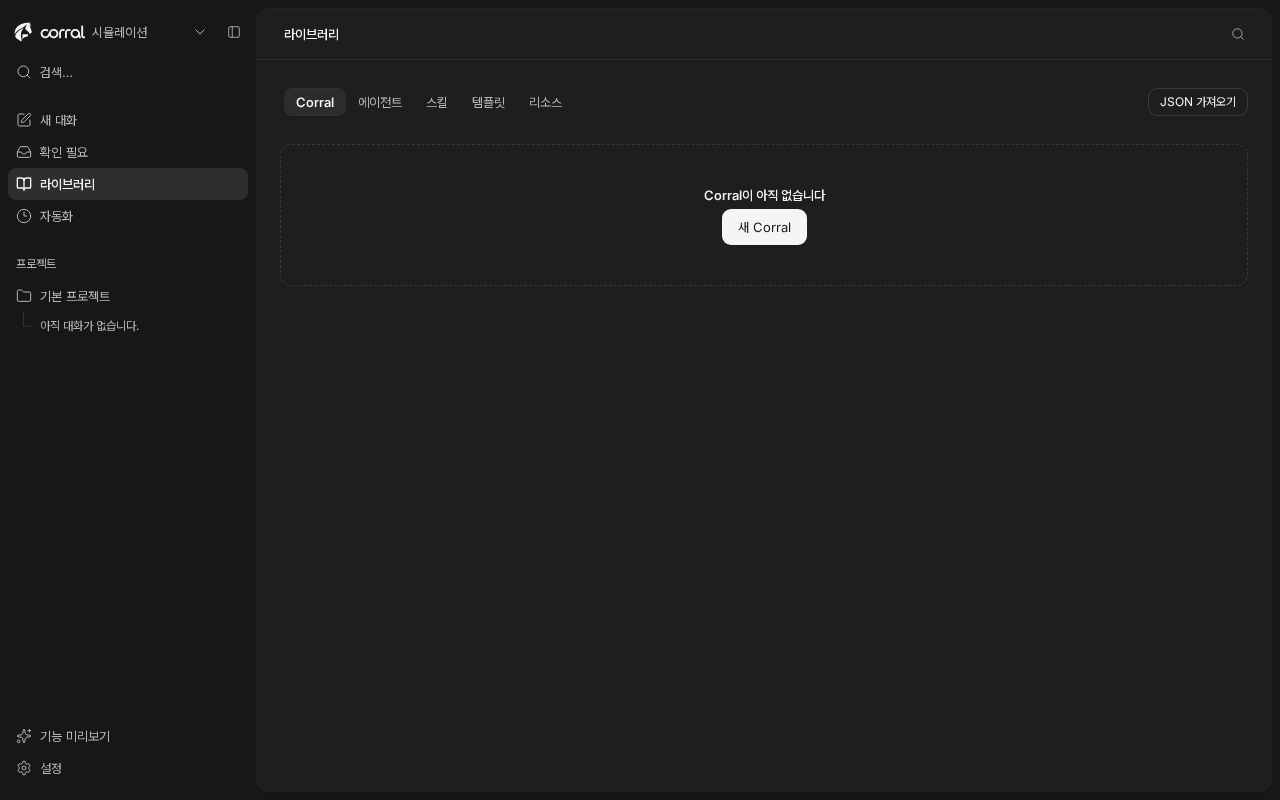 corral 시뮬레이션
검색...
새 대화
확인 필요
라이브러리
자동화
프로젝트
기본 프로젝트
아직 대화가 없습니다.
기능 미리보기
설정
라이브러리
Corral 에이전트 스킬 템플릿 리소스 JSON 가져오기
Corral이 아직 없습니다
새 Corral